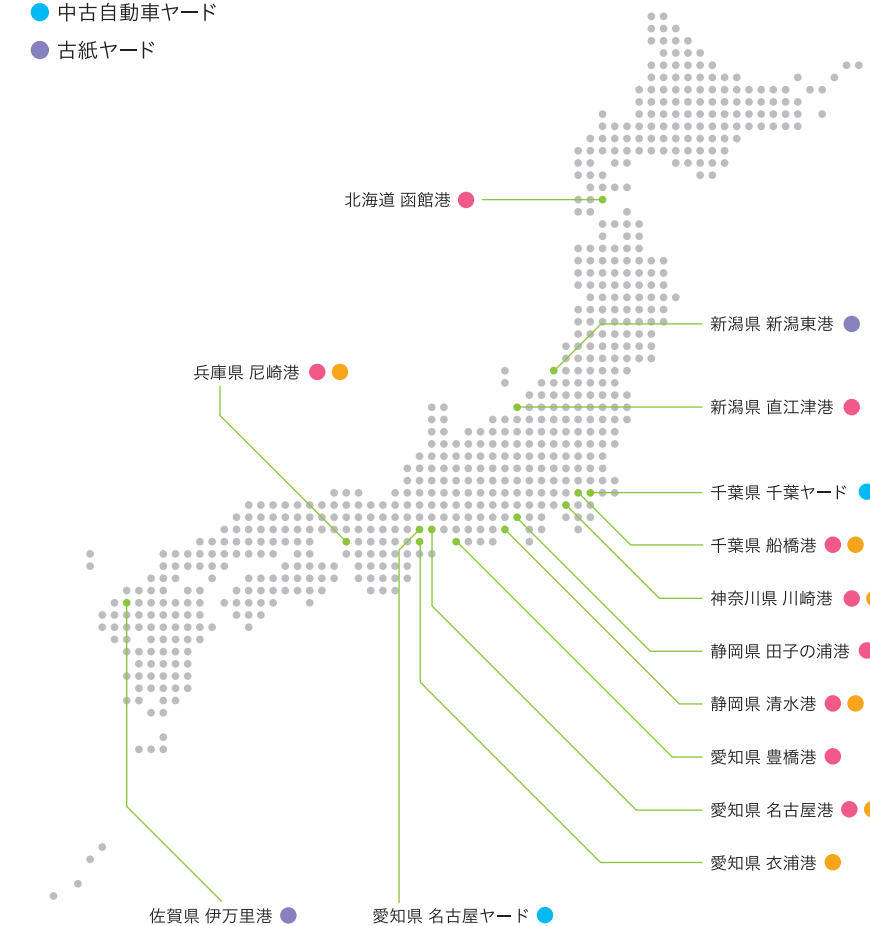 中古自動車ヤード
古紙ヤード
北海道 函館港
新潟県 新潟東港
兵庫県 尼崎港
新潟県 直江津港
千葉県 千葉ヤード
千葉県 船橋港
神奈川県 川崎港
静岡県 田子の浦港
静岡県 清水港
愛知県 豊橋港
愛知県 名古屋港
愛知県 衣浦港
佐賀県 伊万里港
愛知県 名古屋ヤード